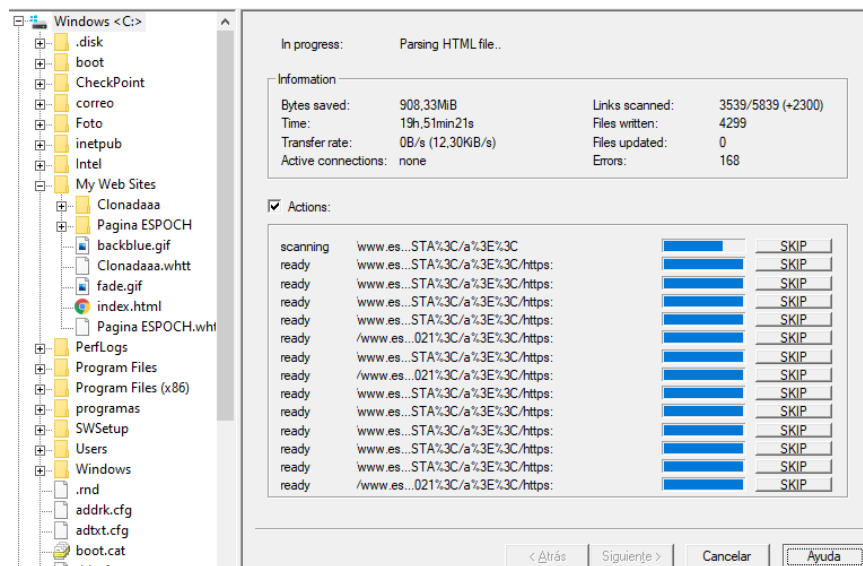 Windows <C:>
.disk
boot
CheckPoint
correo
Foto
inetpub
Intel
My Web Sites
Clonadaaa
Pagina ESPOCH
backblue.gif
Clonadaaa.whtt
fade.gif
index.html
Pagina ESPOCH.wht
PerfLogs
Program Files
Program Files (x86)
programas
SWSetup
Users
Windows
.rnd
addrk.cfg
adtxt.cfg
boot.cat
In progress: Parsing HTML file..
Information
Bytes saved: 908,33MiB Links scanned: 3539/5839 (+2300)
Time: 19h,51min21s Files written: 4299
Transfer rate: 0B/s (12,30KiB/s) Files updated: 0
Active connections: none Errors: 168
Actions:
scanning www.es...STA%3C/a%3E%3C SKIP
ready www.es...STA%3C/a%3E%3C/https: SKIP
ready www.es...STA%3C/a%3E%3C/https: SKIP
ready www.es...STA%3C/a%3E%3C/https: SKIP
ready www.es...STA%3C/a%3E%3C/https: SKIP
ready /www.es...021%3C/a%3E%3C/https: SKIP
ready www.es...STA%3C/a%3E%3C/https: SKIP
ready /www.es...021%3C/a%3E%3C/https: SKIP
ready www.es...STA%3C/a%3E%3C/https: SKIP
ready www.es...STA%3C/a%3E%3C/https: SKIP
ready www.es...STA%3C/a%3E%3C/https: SKIP
ready www.es...STA%3C/a%3E%3C/https: SKIP
ready www.es...STA%3C/a%3E%3C/https: SKIP
ready /www.es...021%3C/a%3E%3C/https: SKIP
< Atrás Siguiente > Cancelar Ayuda